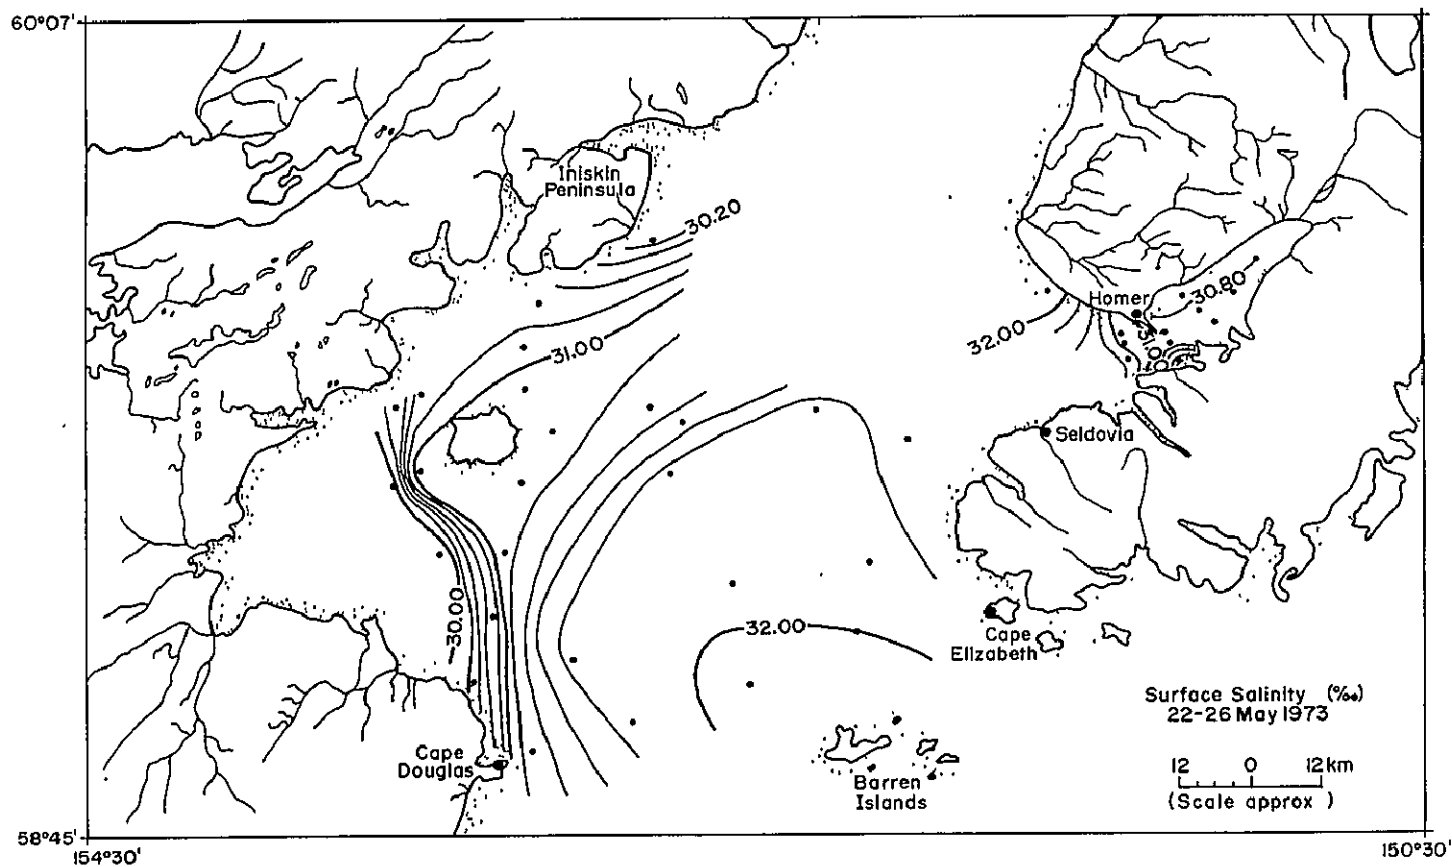 60°07'
Iniskin
Peninsula
30.20
30.80
Homer
32.00
31.00
31.0
Seldovia
30.00
32.00
Cape
Elizabeth
Surface Salinity (‰)
22-26 May 1973
Cape
Douglas
12 0 12km
(Scale approx )
Barren
Islands
58°45'
154°30'
150°30'